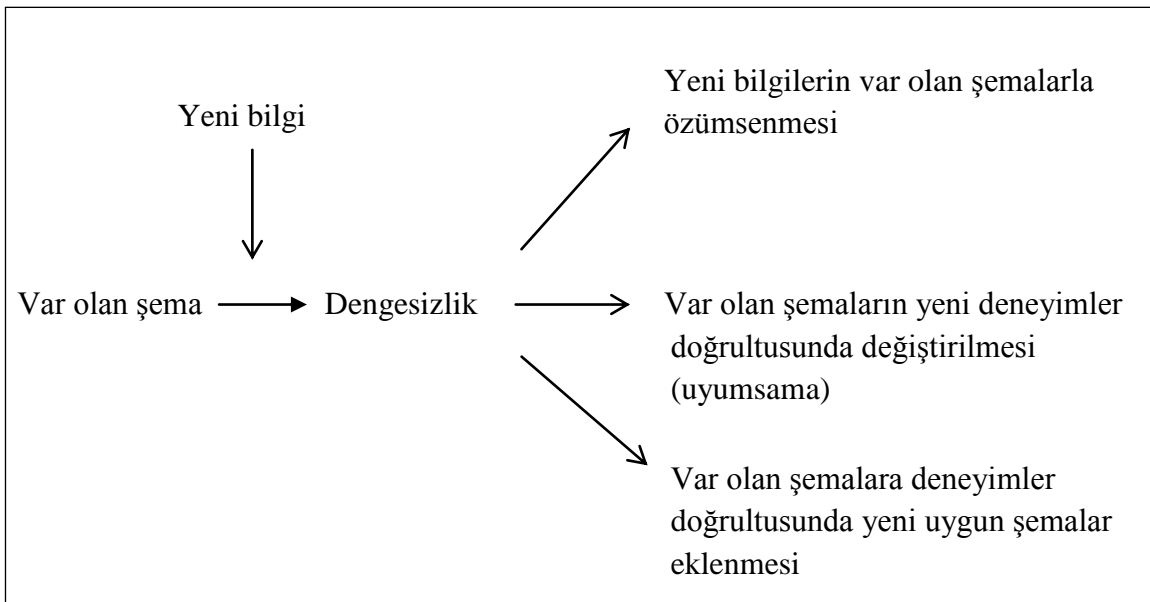 Yeni bilgi
Var olan şema
Dengesizlik
Yeni bilgilerin var olan şemalarla
özümsenmesi
Var olan şemaların yeni deneyimler
doğrultusunda değiştirilmesi
(uyumsama)
Var olan şemalara deneyimler
doğrultusunda yeni uygun şemalar
eklenmesi